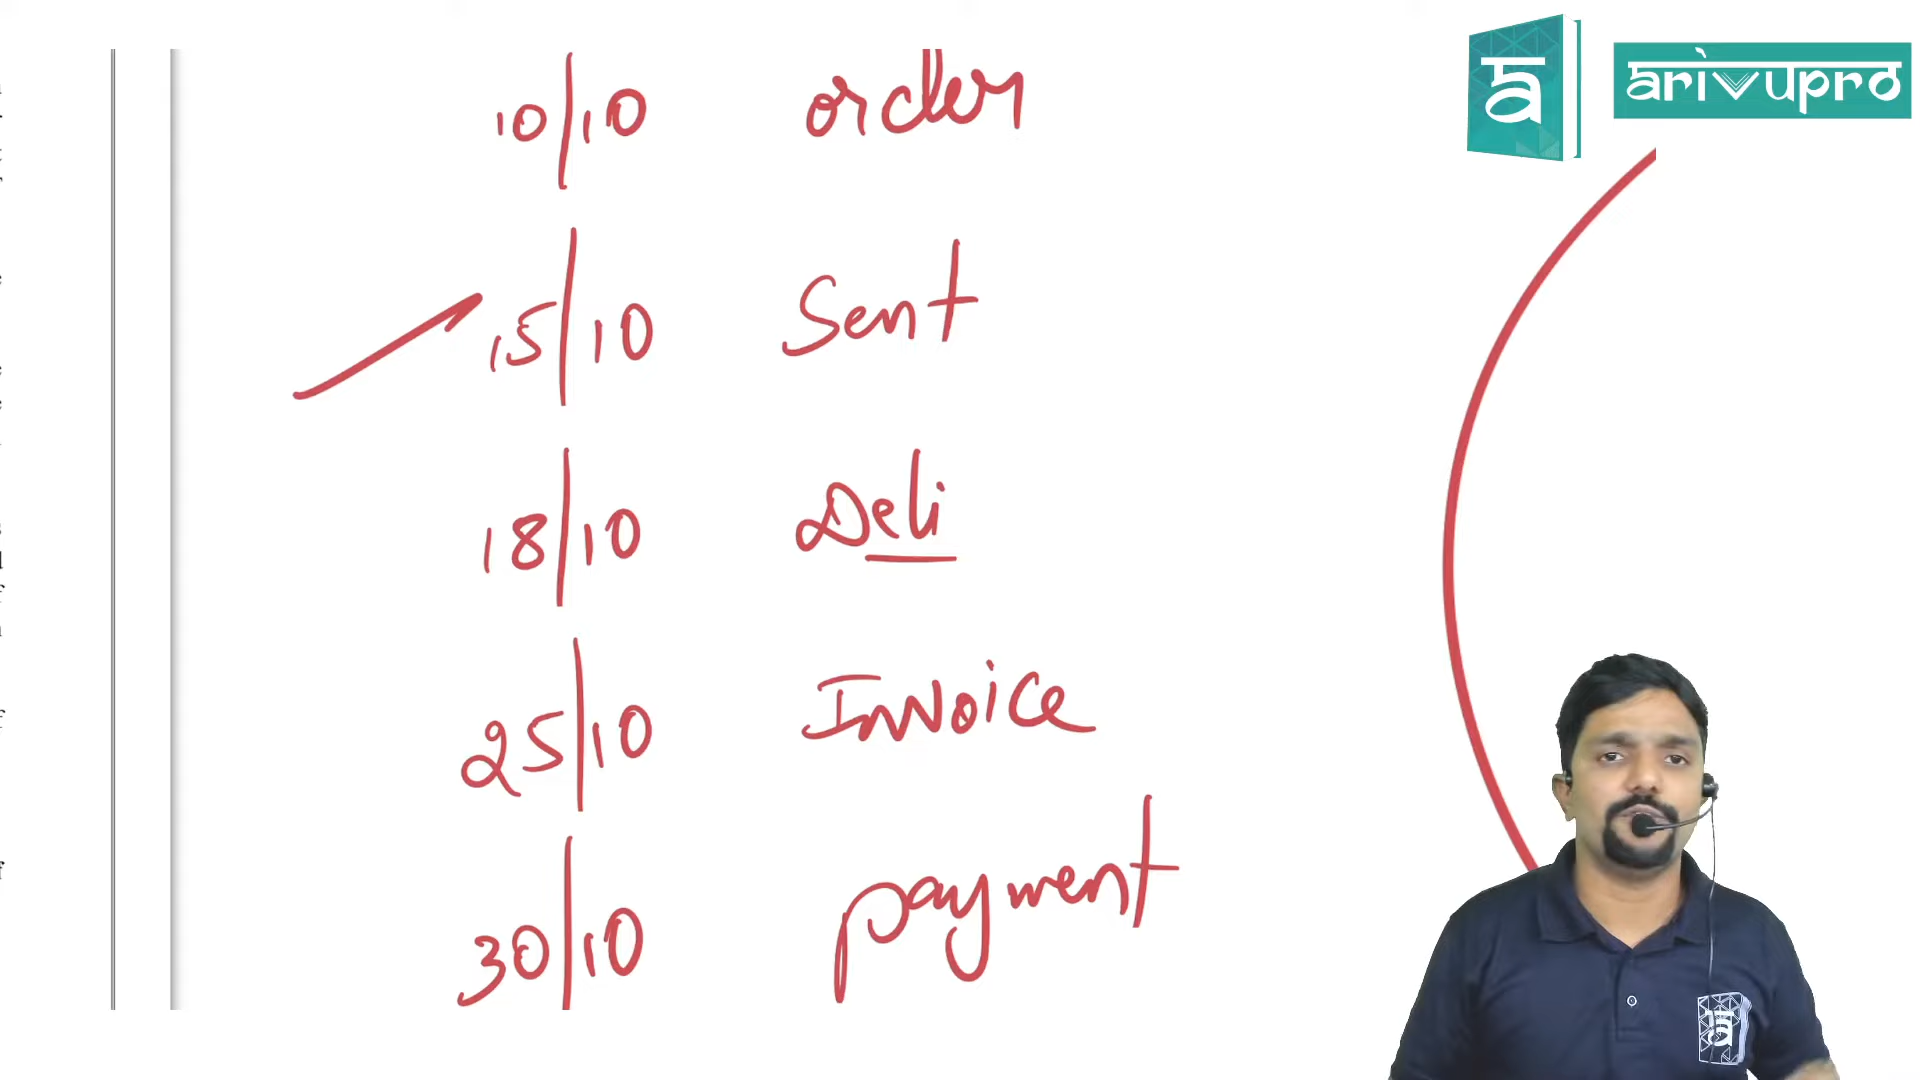 arivupro
10/10 order
15/10 Sent
18/10 Deli
25/10 Invoice
30/10 payment